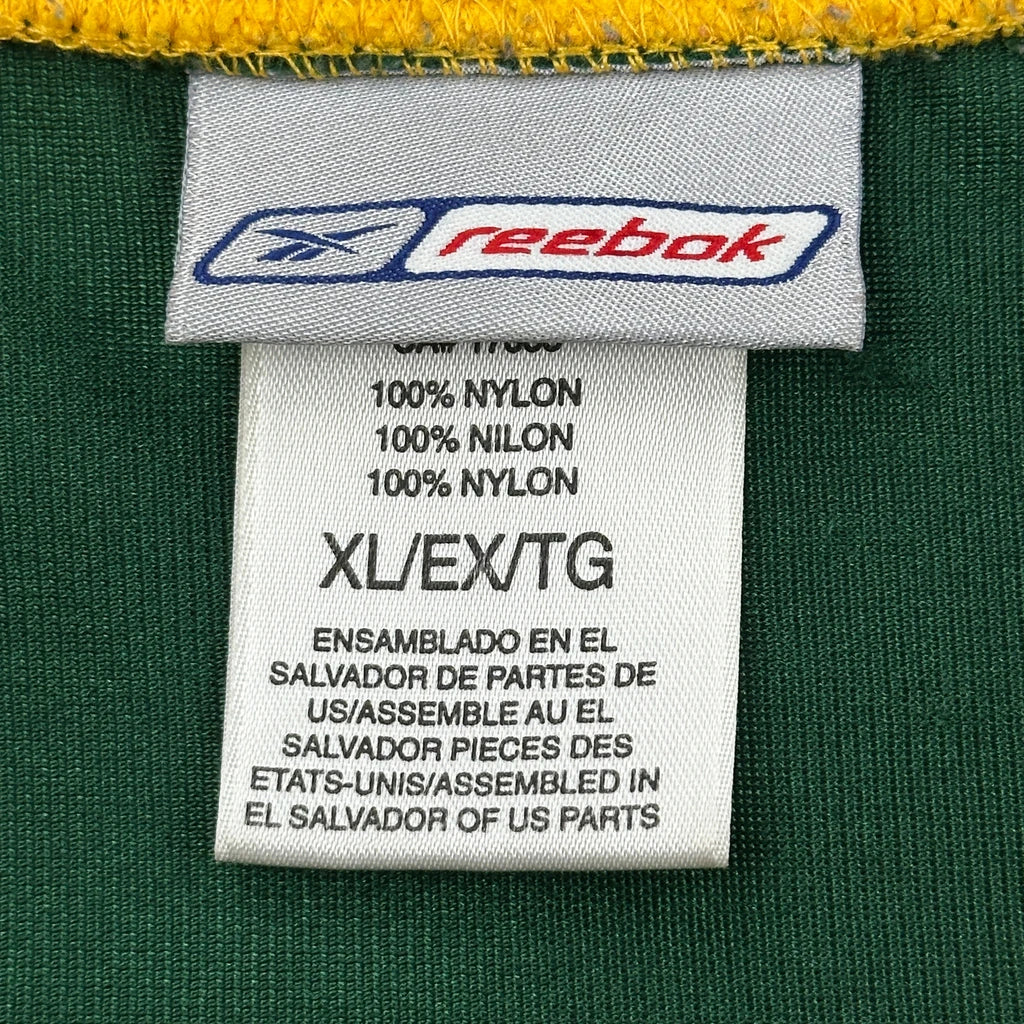 reebok
100% NYLON
100% NILON
100% NYLON
XL/EX/TG
ENSAMBLADO EN EL
SALVADOR DE PARTES DE
US/ASSEMBLE AU EL
SALVADOR PIECES DES
ETATS-UNIS/ASSEMBLED IN
EL SALVADOR OF US PARTS